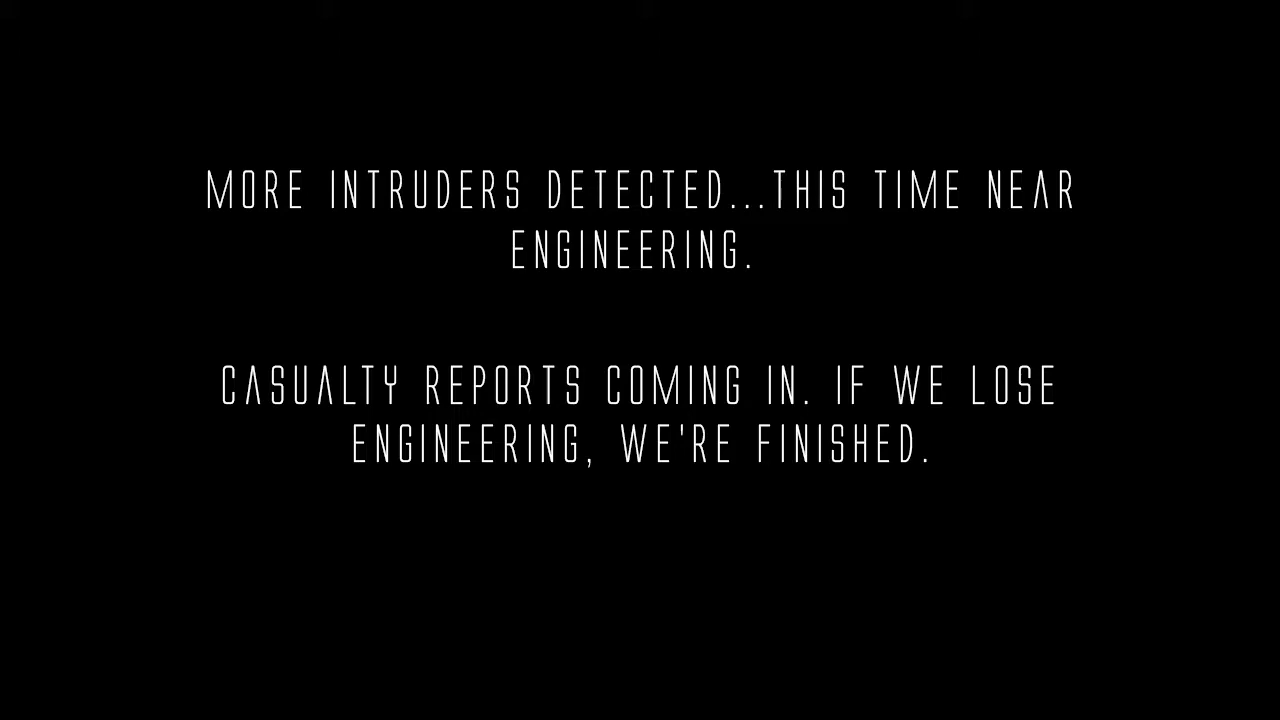 MORE INTRUDERS DETECTED...THIS TIME NEAR
ENGINEERING.
CASUALTY REPORTS COMING IN. IF WE LOSE
ENGINEERING, WE'RE FINISHED.